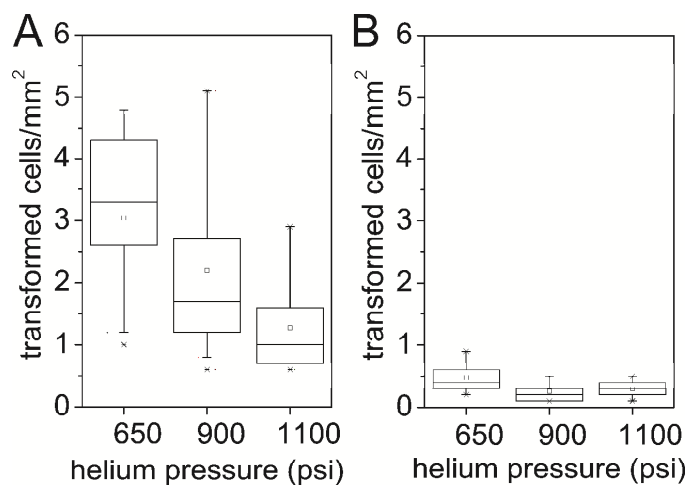 A
transformed cells/mm²
6
5
4
3
2
1
0
650 900 1100
helium pressure (psi)
B
transformed cells/mm²
6
5
4
3
2
1
0
650 900 1100
helium pressure (psi)